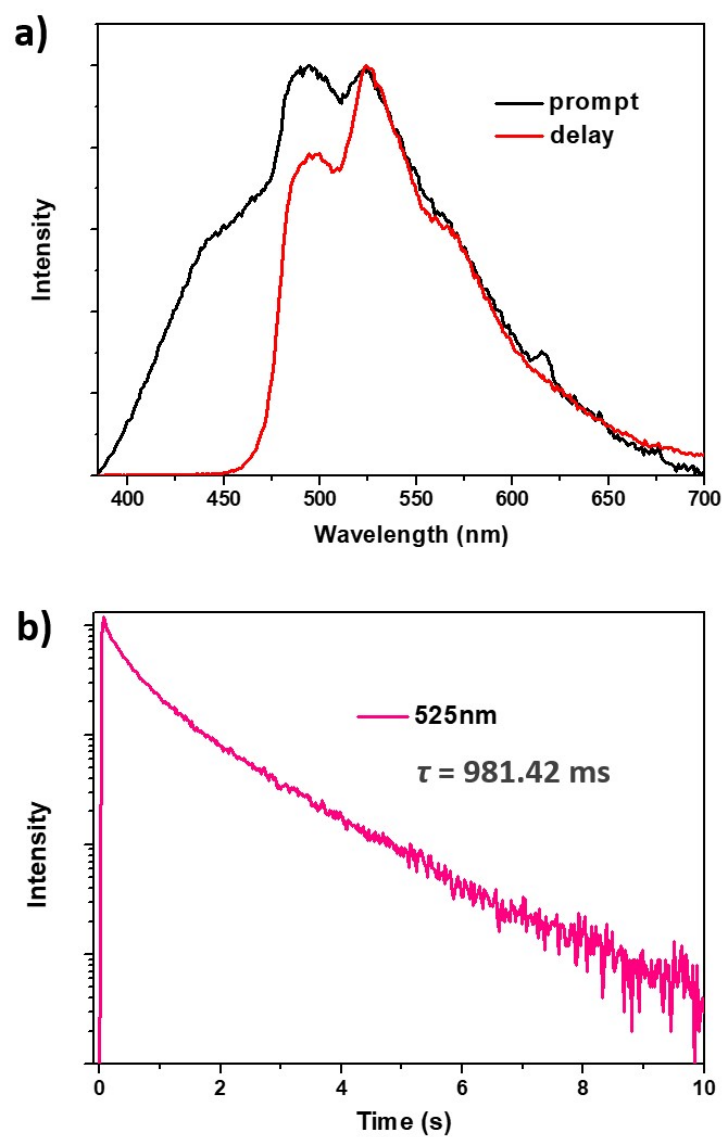 a)
prompt
delay
Intensity
400 450 500 550 600 650 700
Wavelength (nm)
b)
525nm
τ = 981.42 ms
Intensity
0 2 4 6 8 10
Time (s)